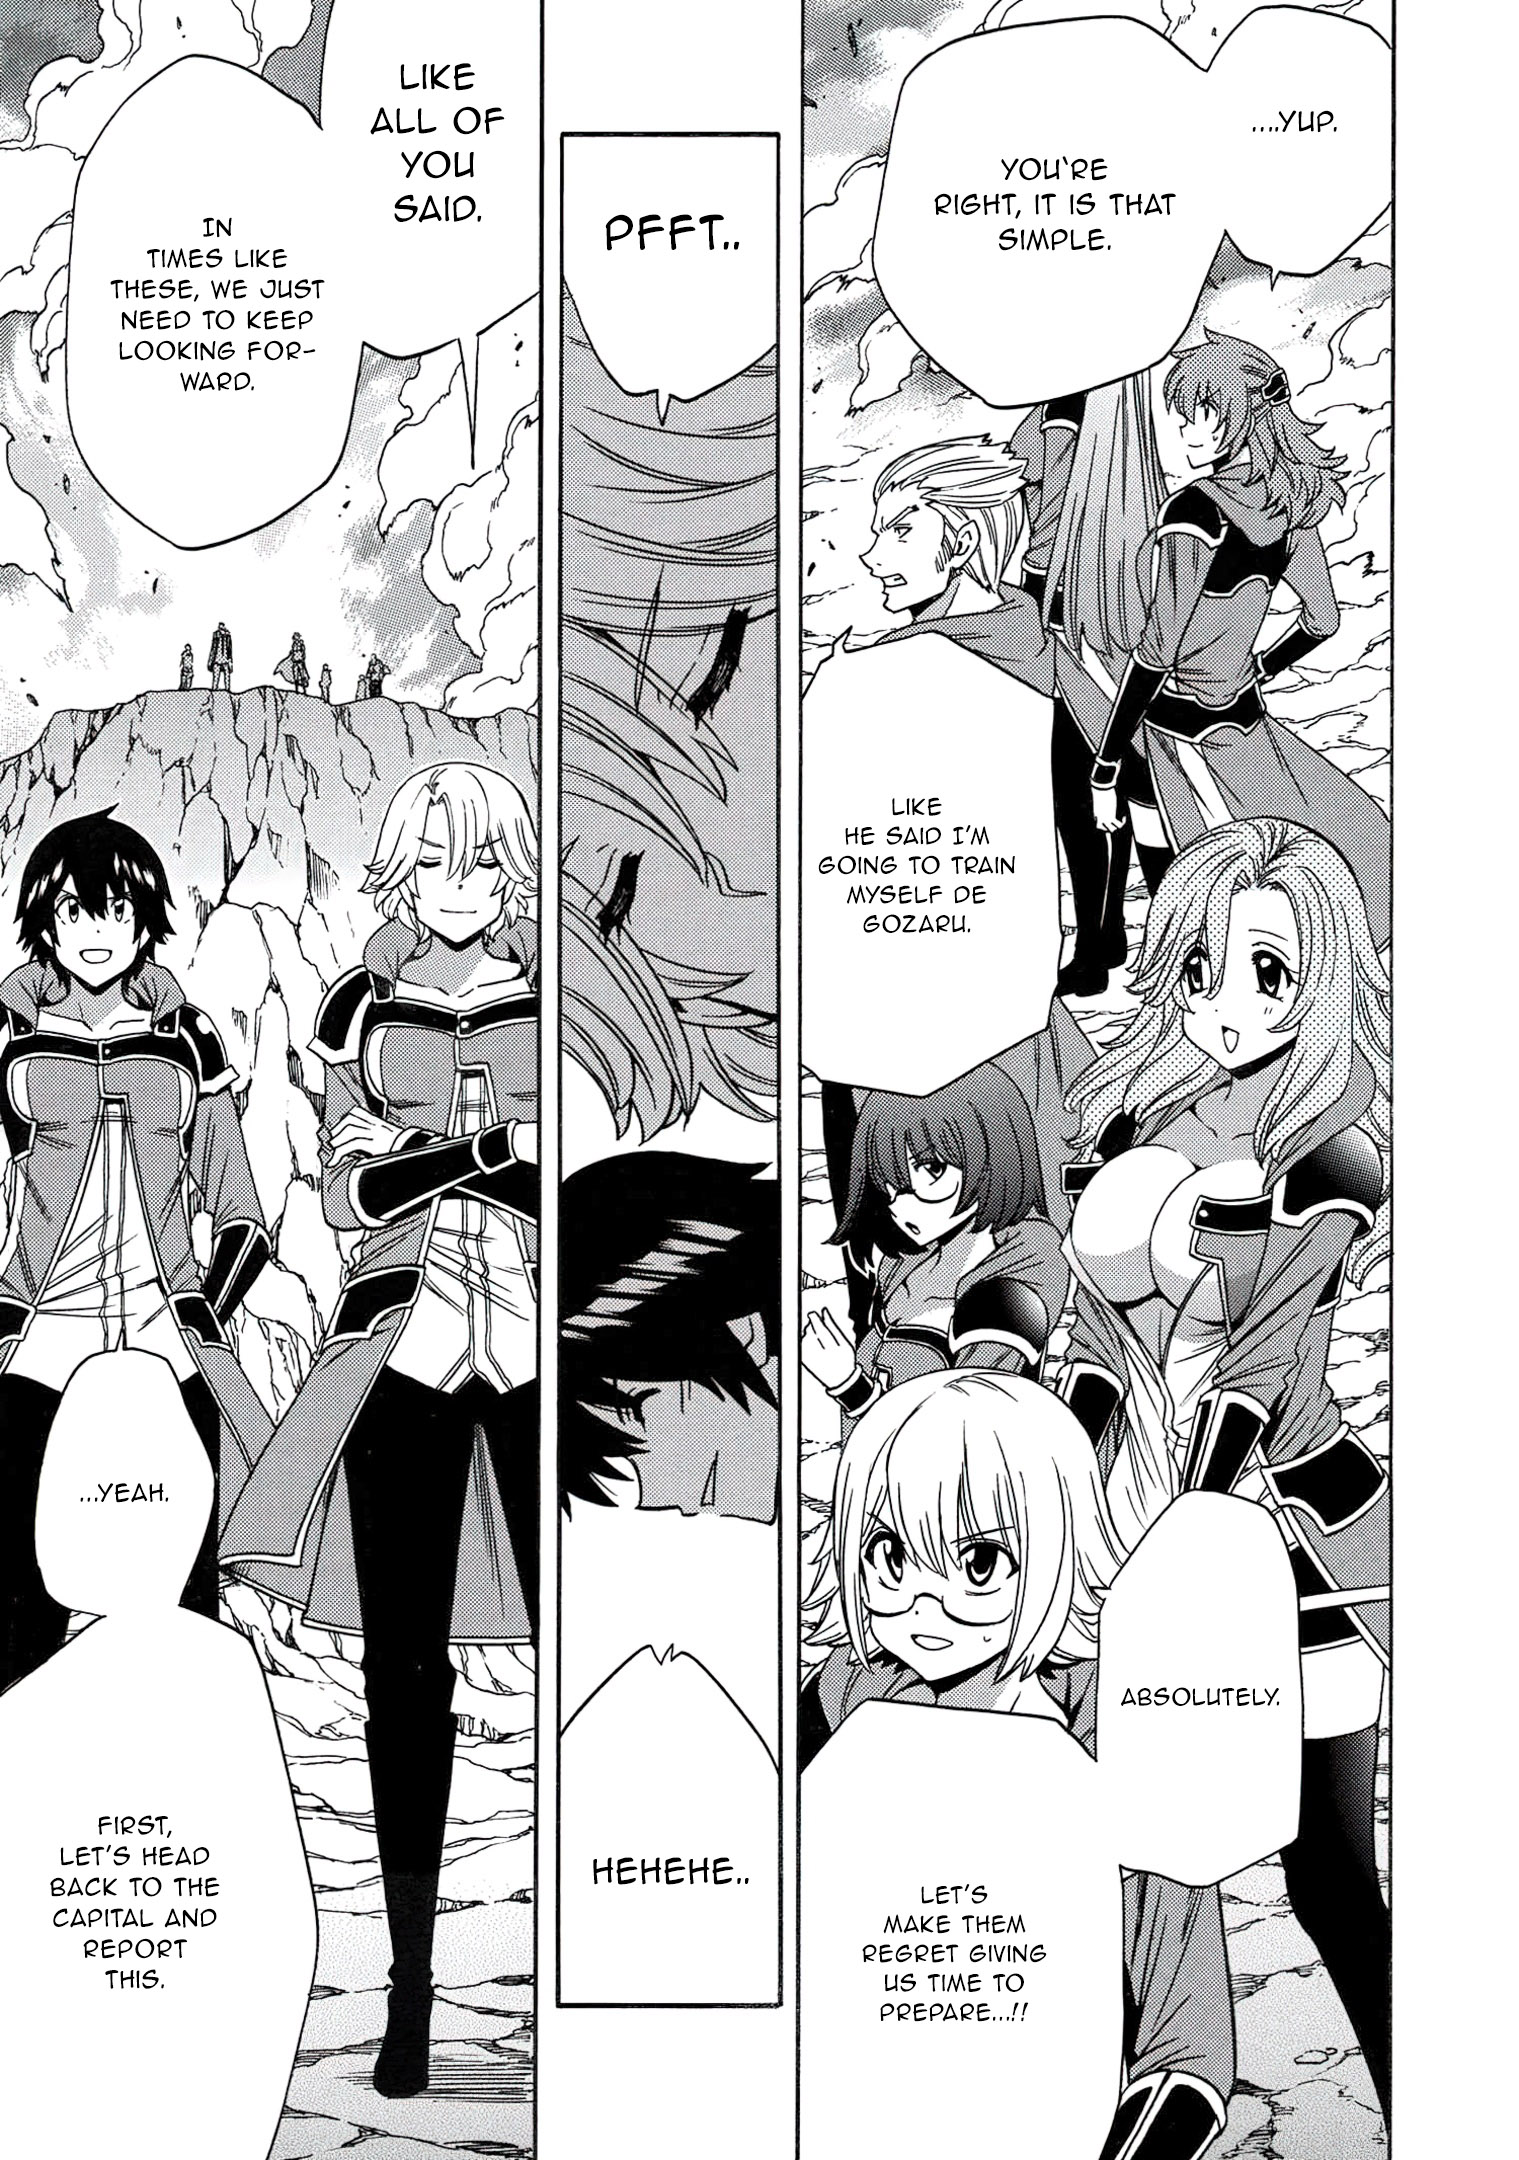 ....YUP.
YOU'RE
RIGHT, IT IS THAT
SIMPLE.
LIKE
HE SAID I'M
GOING TO TRAIN
MYSELF DE
GOZARU.
ABSOLUTELY.
LET'S
MAKE THEM
REGRET GIVING
US TIME TO
PREPARE...!!
PFFT..
HEHEHE..
LIKE
ALL OF
YOU
SAID.
IN
TIMES LIKE
THESE, WE JUST
NEED TO KEEP
LOOKING FOR-
WARD.
...YEAH.
FIRST,
LET'S HEAD
BACK TO THE
CAPITAL AND
REPORT
THIS.